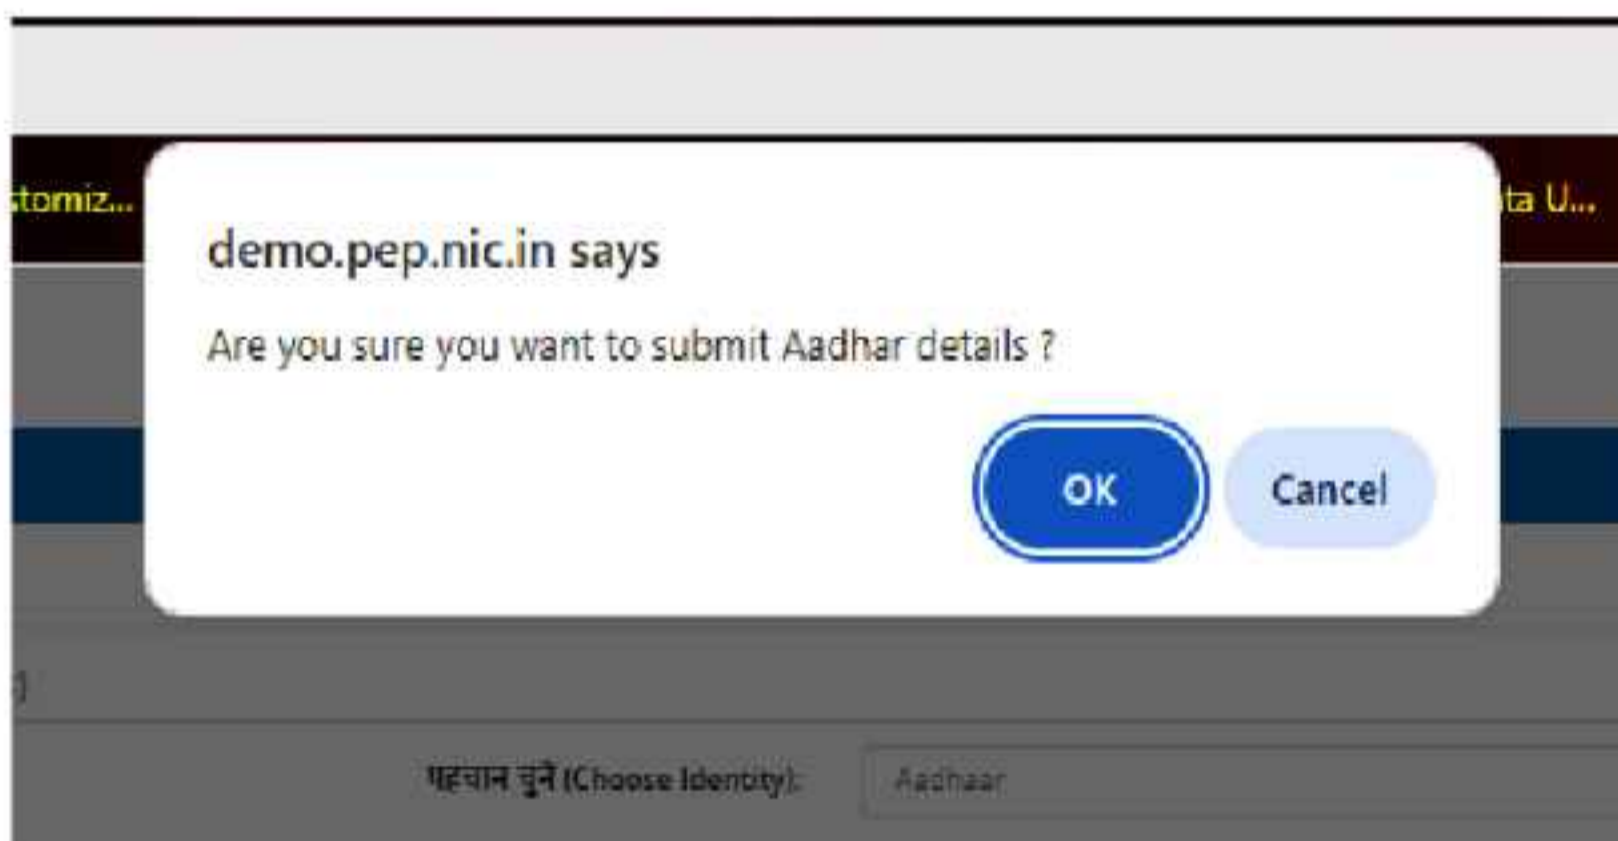 stomiz...
ta U...
demo.pep.nic.in says
Are you sure you want to submit Aadhar details ?
OK
Cancel
पहचान चुने (Choose Identity):
Aadhaar